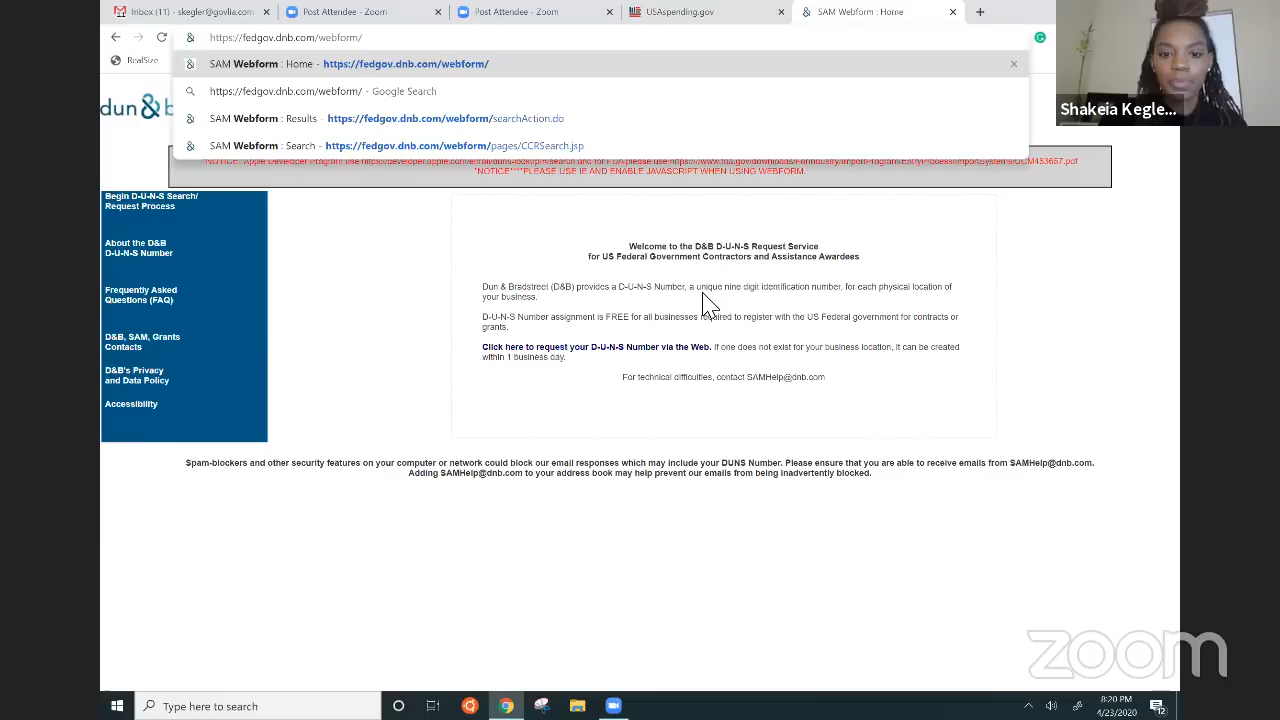 Inbox (11) - skegler@govlia.com
Post Attendee - Zoom
Post Attendee - Zoom
USAspending.gov
SAM Webform : Home
https://fedgov.dnb.com/webform/
RealSize
SAM Webform : Home - https://fedgov.dnb.com/webform/
https://fedgov.dnb.com/webform/ - Google Search
SAM Webform : Results - https://fedgov.dnb.com/webform/searchAction.do
SAM Webform : Search - https://fedgov.dnb.com/webform/pages/CCRSearch.jsp
Shakeia Kegle...
dun & b
*NOTICE* Apple Developer Program use
*NOTICE****PLEASE USE IE AND ENABLE JAVASCRIPT WHEN USING WEBFORM.
Begin D-U-N-S Search/
Request Process
About the D&B
D-U-N-S Number
Frequently Asked
Questions (FAQ)
D&B, SAM, Grants
Contacts
D&B's Privacy
and Data Policy
Accessibility
Welcome to the D&B D-U-N-S Request Service
for US Federal Government Contractors and Assistance Awardees
Dun & Bradstreet (D&B) provides a D-U-N-S Number, a unique nine digit identification number, for each physical location of
your business.
D-U-N-S Number assignment is FREE for all businesses required to register with the US Federal government for contracts or
grants.
Click here to request your D-U-N-S Number via the Web. If one does not exist for your business location, it can be created
within 1 business day.
For technical difficulties, contact SAMHelp@dnb.com
Spam-blockers and other security features on your computer or network could block our email responses which may include your DUNS Number. Please ensure that you are able to receive emails from SAMHelp@dnb.com.
Adding SAMHelp@dnb.com to your address book may help prevent our emails from being inadvertently blocked.
zoom
Type here to search
8:20 PM
4/23/2020
12